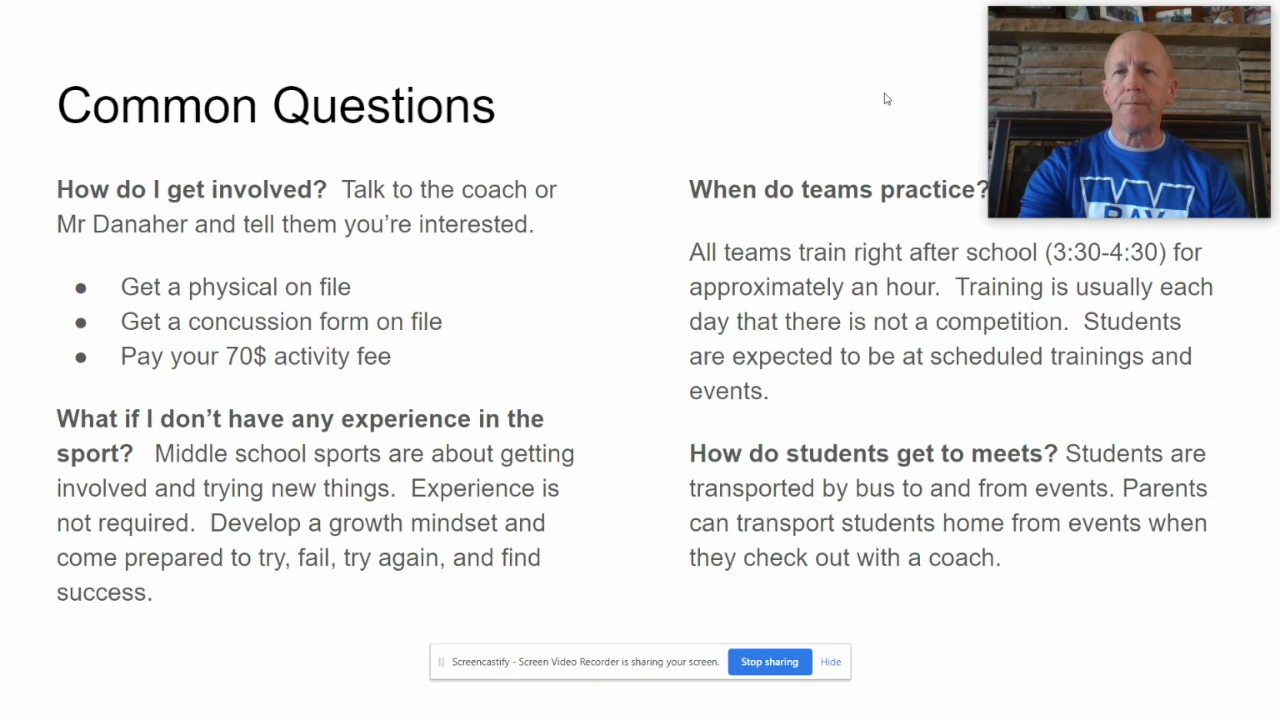 Common Questions
How do I get involved?  Talk to the coach or
Mr Danaher and tell them you’re interested.
● Get a physical on file
● Get a concussion form on file
● Pay your 70$ activity fee
What if I don’t have any experience in the
sport?   Middle school sports are about getting
involved and trying new things.  Experience is
not required.  Develop a growth mindset and
come prepared to try, fail, try again, and find
success.
When do teams practice?
All teams train right after school (3:30-4:30) for
approximately an hour.  Training is usually each
day that there is not a competition.  Students
are expected to be at scheduled trainings and
events.
How do students get to meets? Students are
transported by bus to and from events. Parents
can transport students home from events when
they check out with a coach.
W
RAY
Screencastify - Screen Video Recorder is sharing your screen. Stop sharing Hide